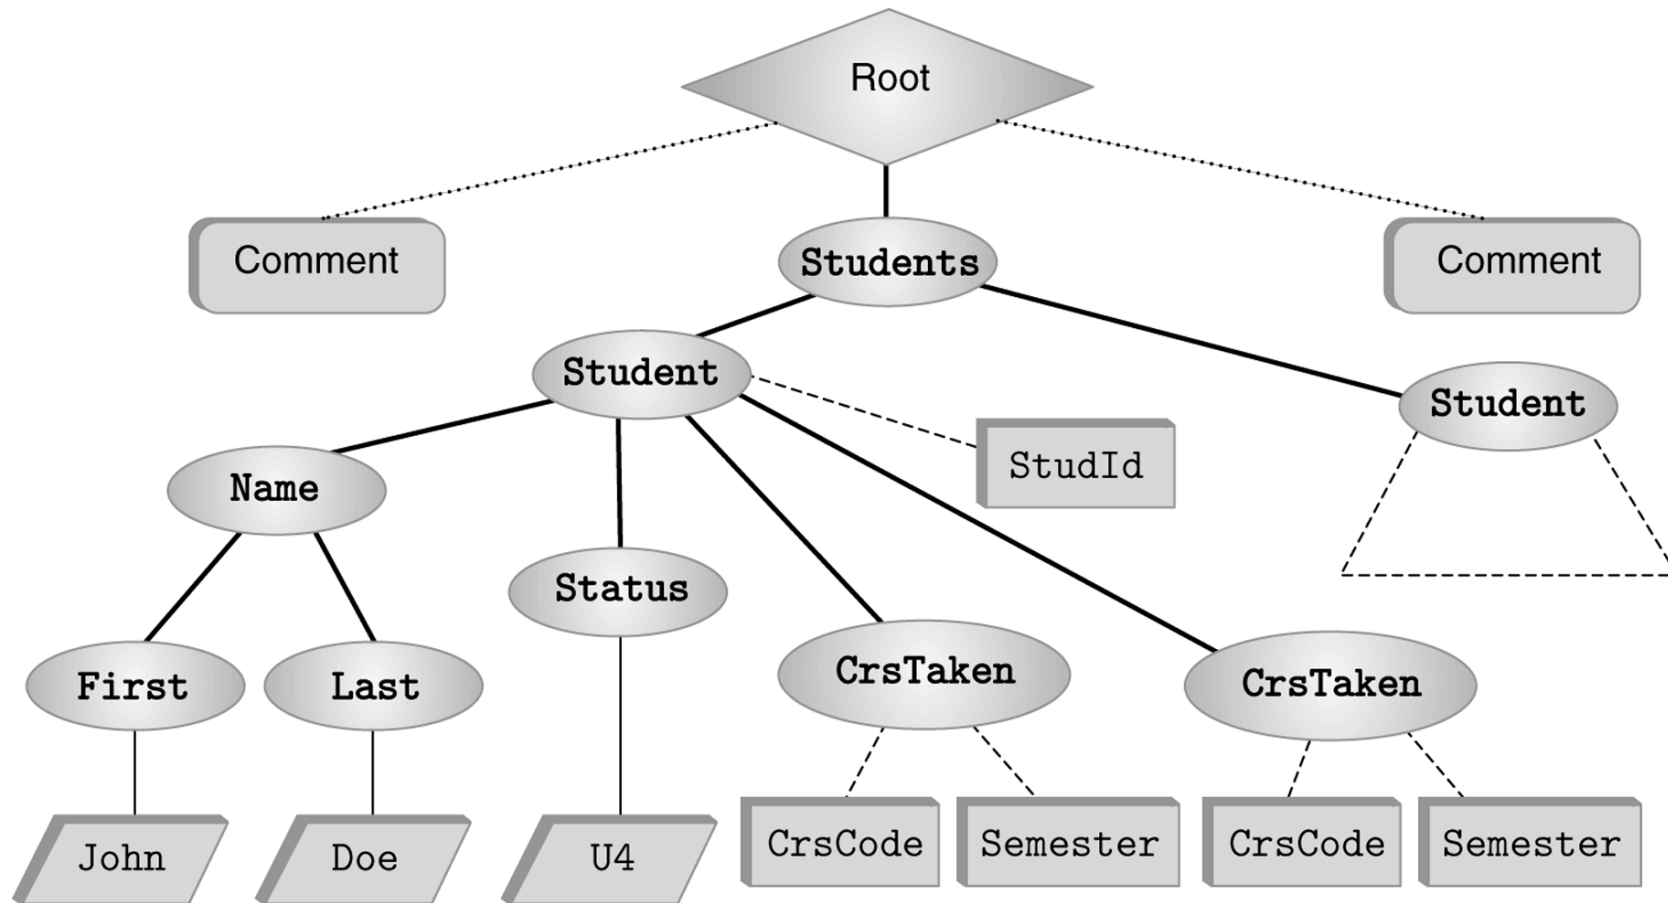 Root
Comment
Students
Comment
Student
Student
StudId
Name
Status
First
Last
CrsTaken
CrsTaken
John
Doe
U4
CrsCode
Semester
CrsCode
Semester